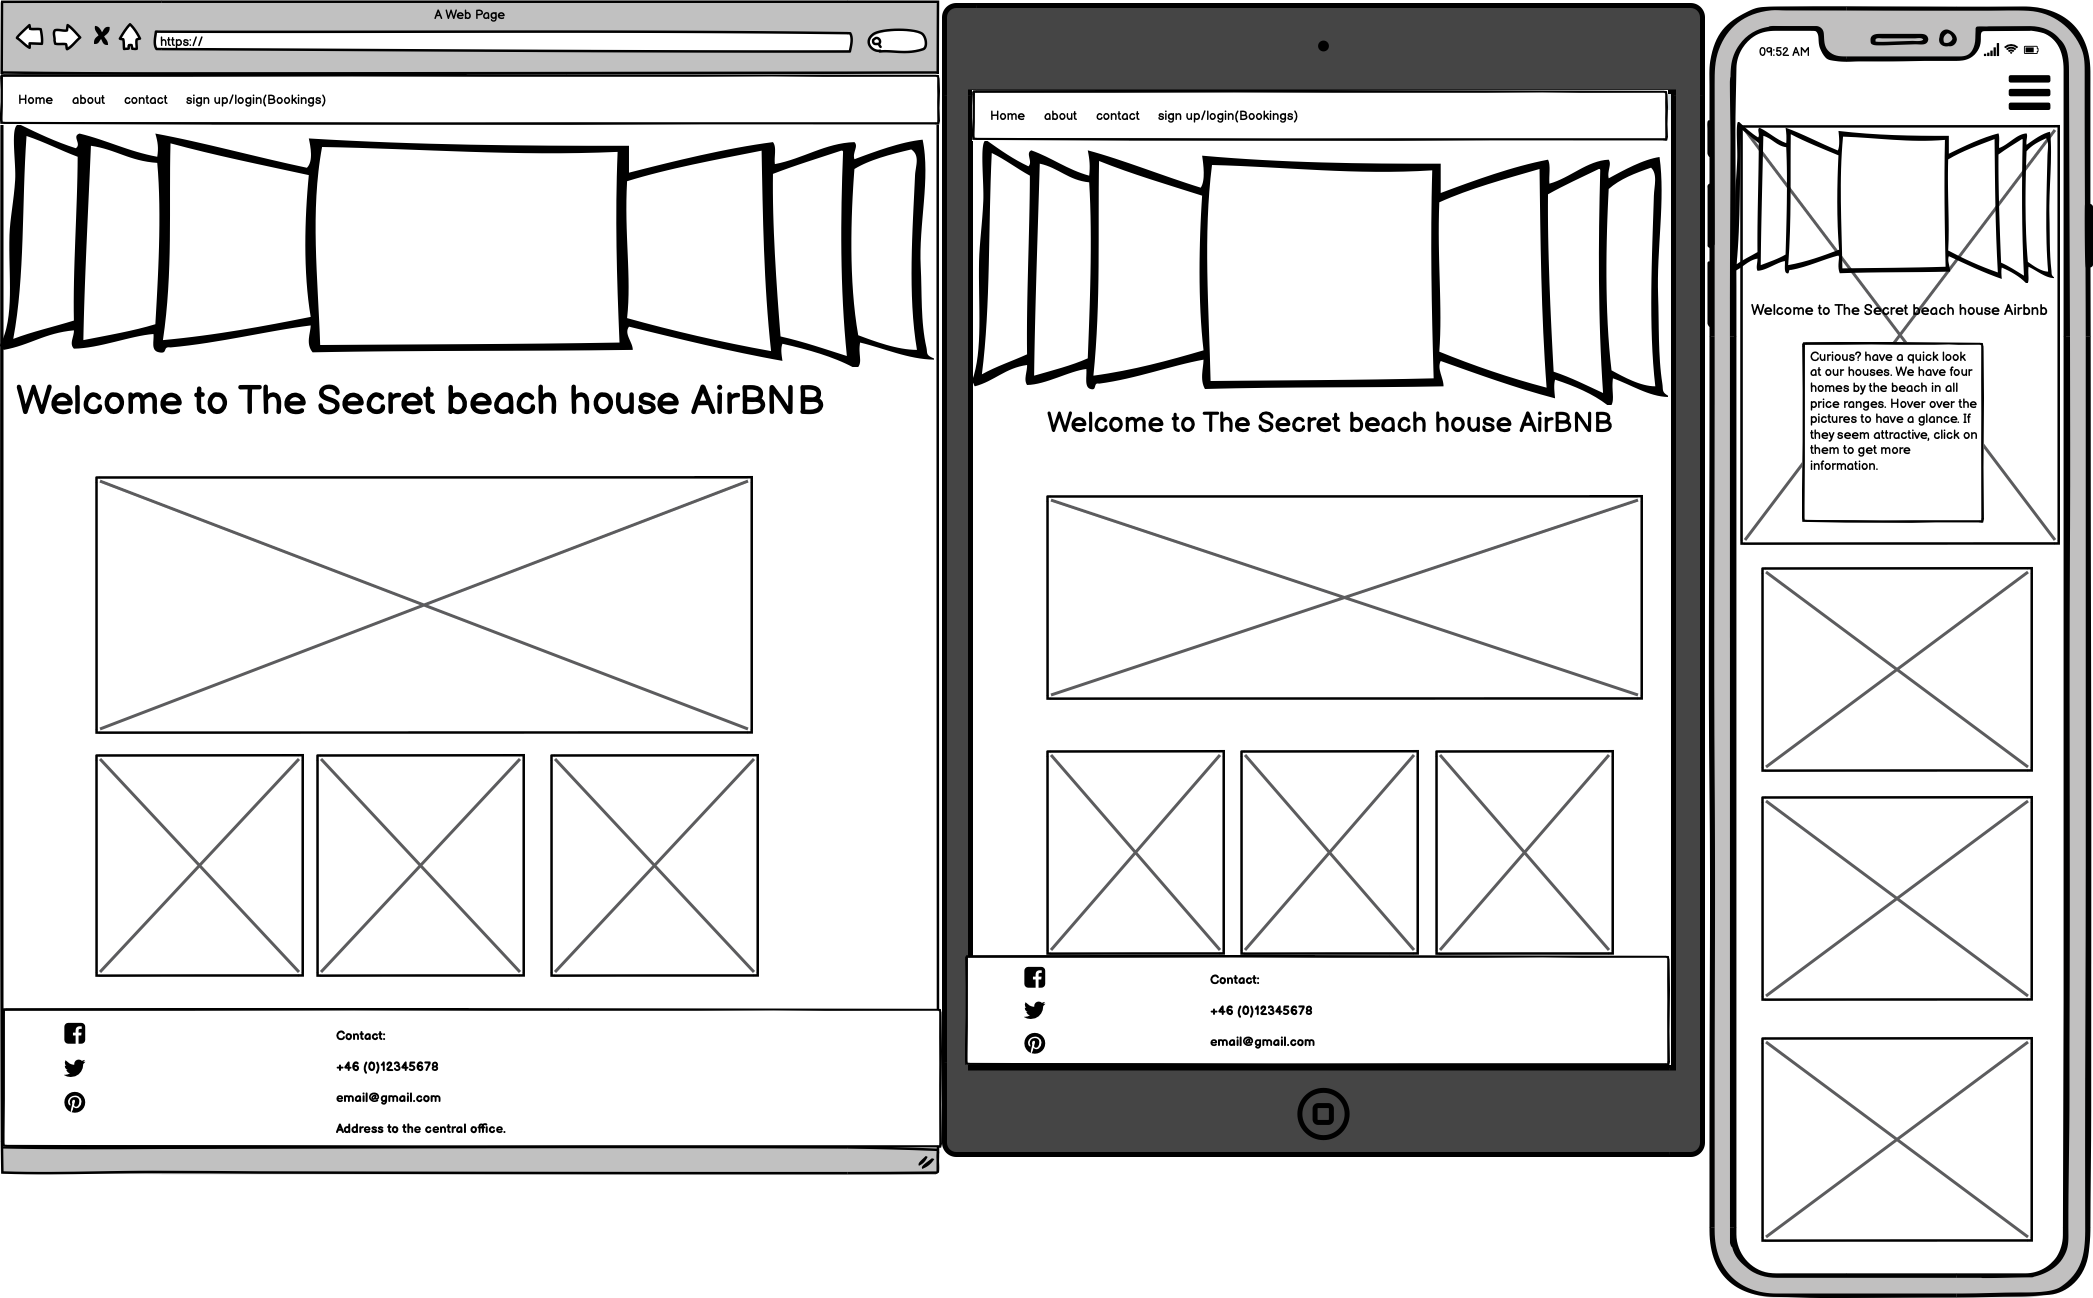 A Web Page
https://
Home about contact sign up/login(Bookings)
Welcome to The Secret beach house AirBNB
Contact:
+46 (0)12345678
email@gmail.com
Address to the central office.
Home about contact sign up/login(Bookings)
Welcome to The Secret beach house AirBNB
Contact:
+46 (0)12345678
email@gmail.com
09:52 AM
Welcome to The Secret beach house Airbnb
Curious? have a quick look
at our houses. We have four
homes by the beach in all
price ranges. Hover over the
pictures to have a glance. If
they seem attractive, click on
them to get more
information.